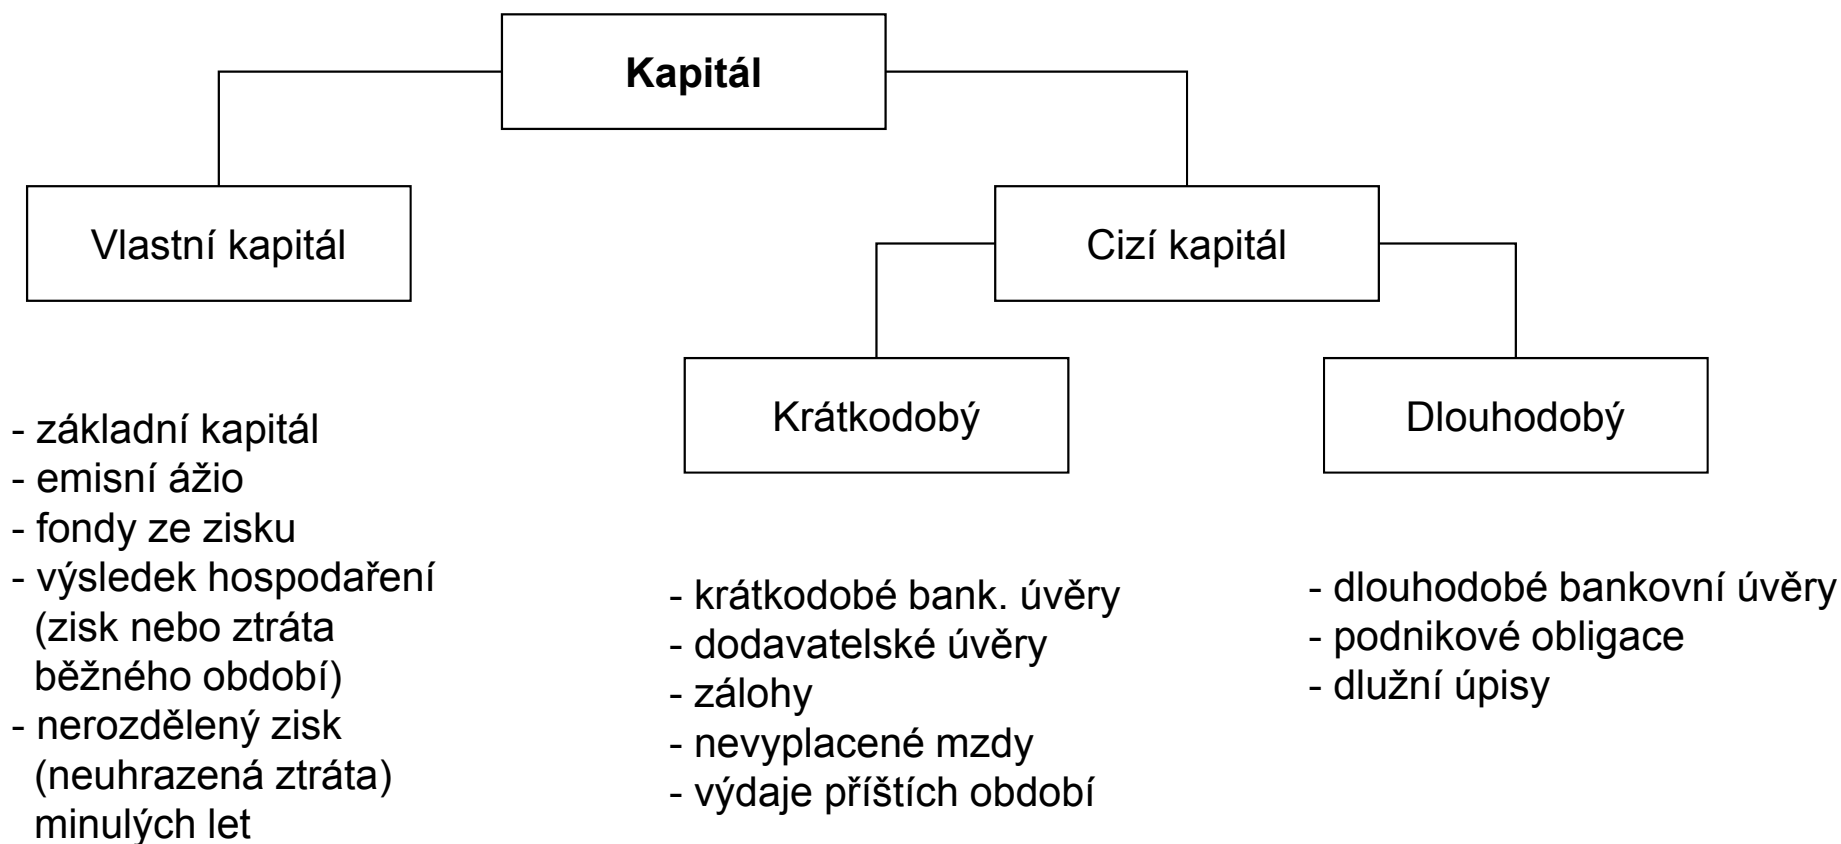 Kapitál
Vlastní kapitál
Cizí kapitál
Krátkodobý
Dlouhodobý
- základní kapitál
- emisní ážio
- fondy ze zisku
- výsledek hospodaření
(zisk nebo ztráta
běžného období)
- nerozdělený zisk
(neuhrazená ztráta)
minulých let
- krátkodobé bank. úvěry
- dodavatelské úvěry
- zálohy
- nevyplacené mzdy
- výdaje příštích období
- dlouhodobé bankovní úvěry
- podnikové obligace
- dlužní úpisy